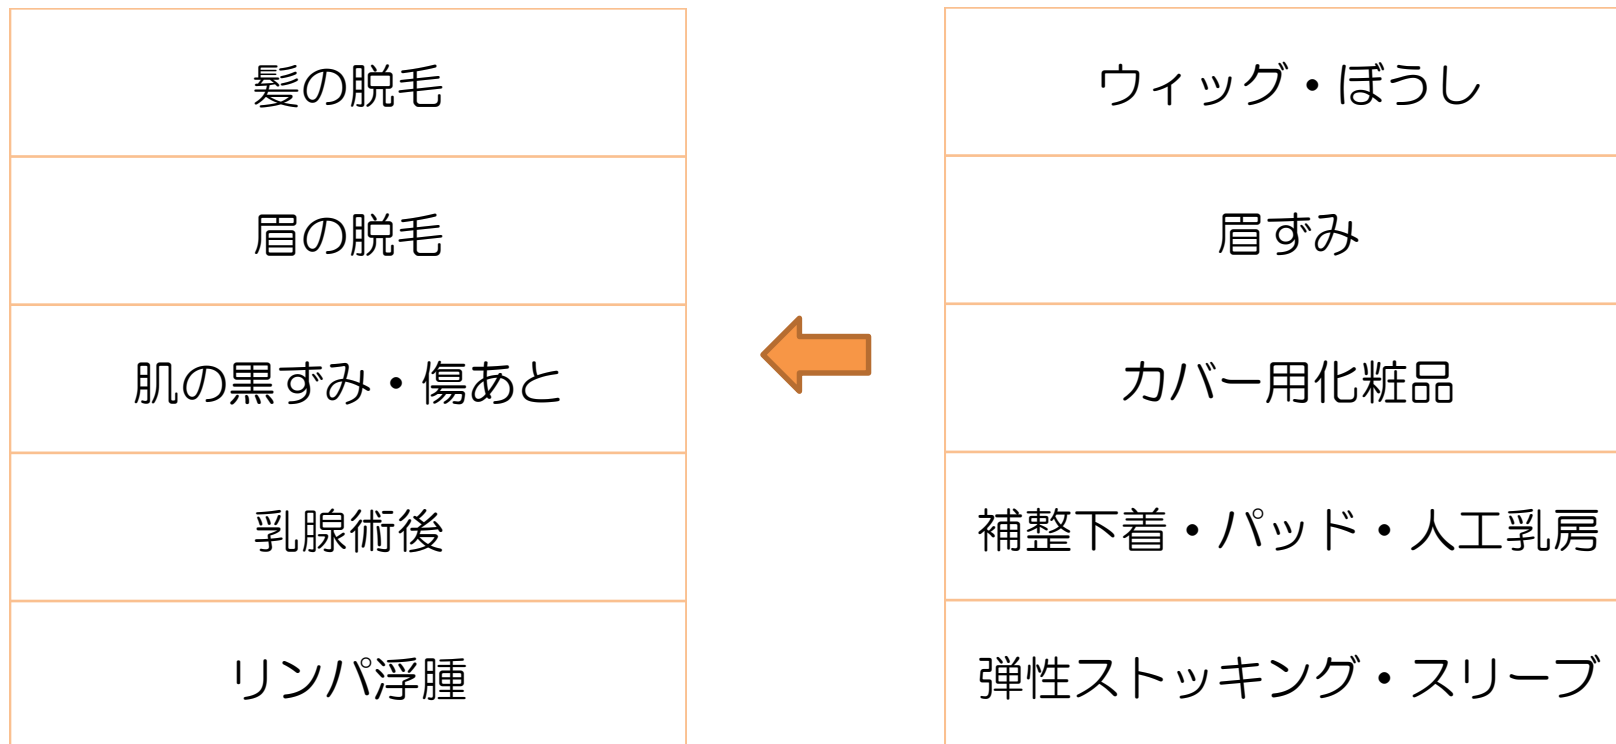 髪の脱毛
ウィッグ・ぼうし
眉の脱毛
眉ずみ
肌の黒ずみ・傷あと
カバー用化粧品
乳腺術後
補整下着・パッド・人工乳房
リンパ浮腫
弾性ストッキング・スリーブ